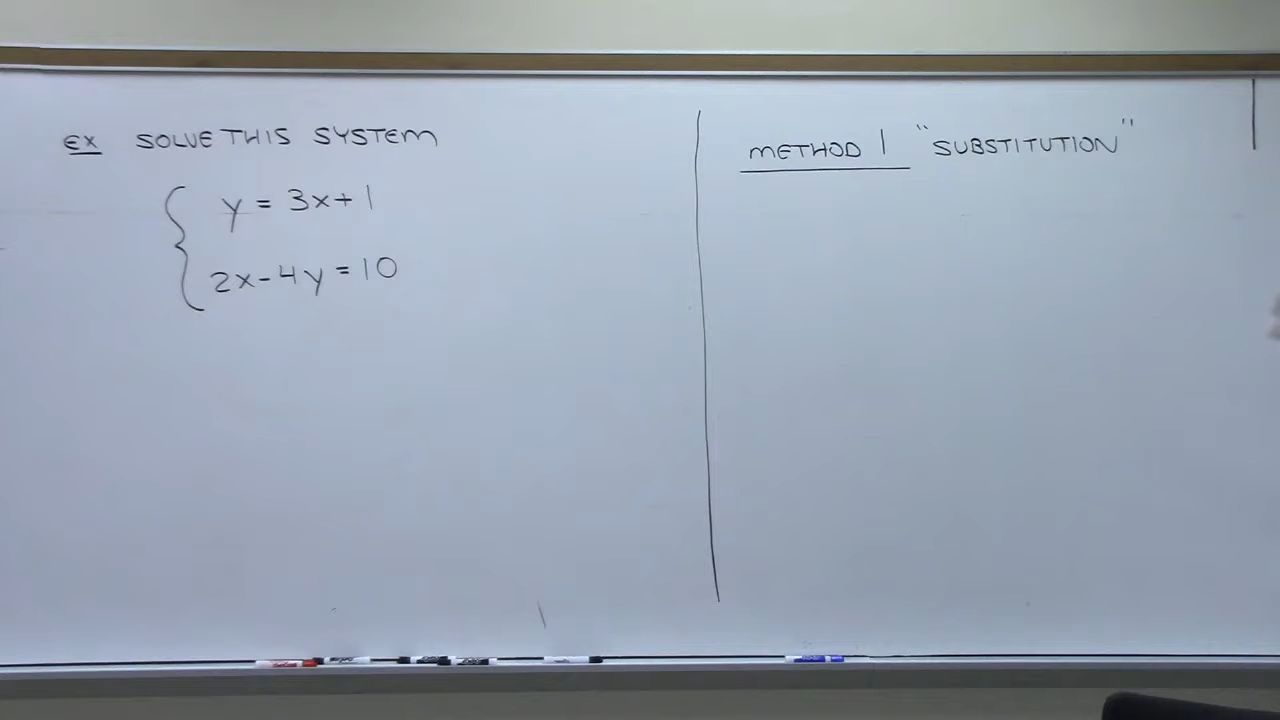 EX SOLVE THIS SYSTEM
y = 3x + 1
2x - 4y = 10
METHOD 1 "SUBSTITUTION"